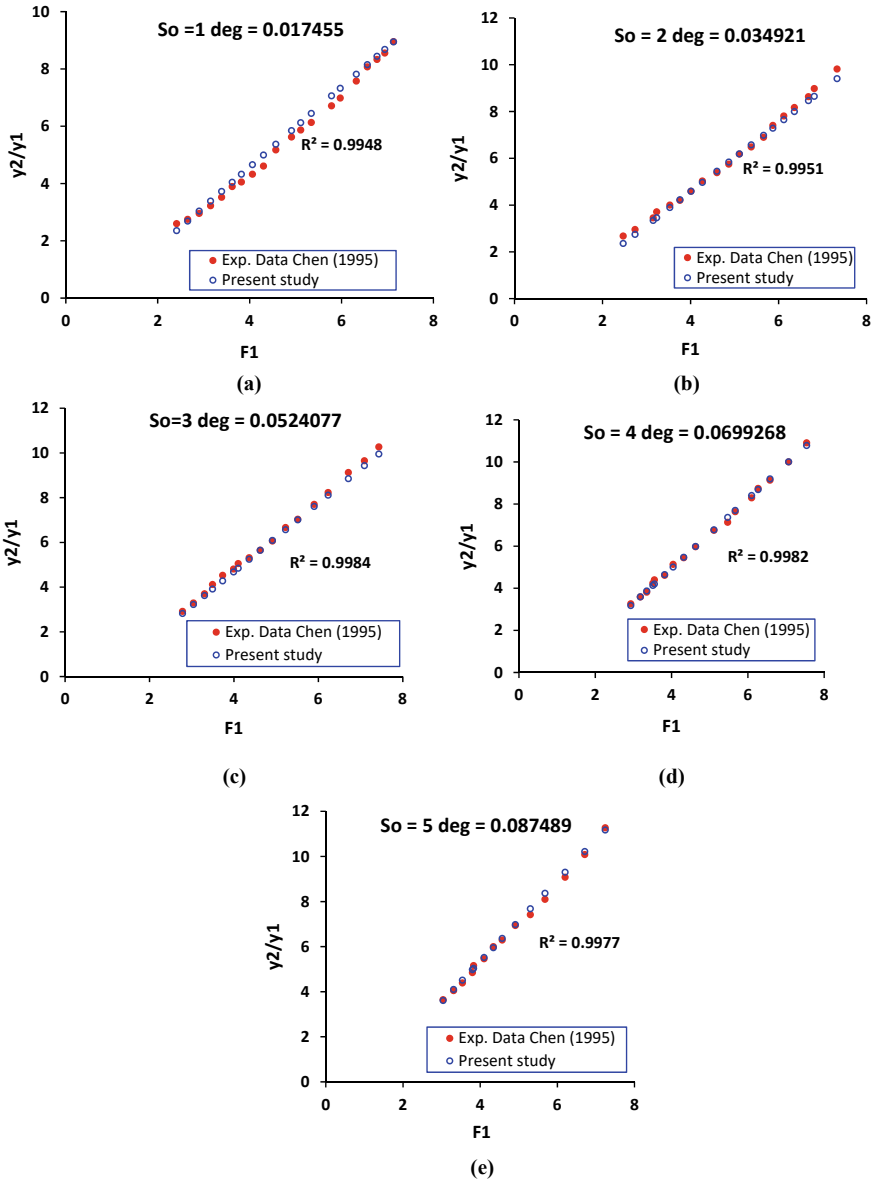 So =1 deg = 0.017455
10
8
6
4
2
0
y2/y1
R² = 0.9948
Exp. Data Chen (1995)
Present study
0 2 4 6 8
F1
(a)
So = 2 deg = 0.034921
12
10
8
6
4
2
0
y2/y1
R² = 0.9951
Exp. Data Chen (1995)
Present study
0 2 4 6 8
F1
(b)
So=3 deg = 0.0524077
12
10
8
6
4
2
0
y2/y1
R² = 0.9984
Exp. Data Chen (1995)
Present study
0 2 4 6 8
F1
(c)
So = 4 deg = 0.0699268
12
10
8
6
4
2
0
y2/y1
R² = 0.9982
Exp. Data Chen (1995)
Present study
0 2 4 6 8
F1
(d)
So = 5 deg = 0.087489
12
10
8
6
4
2
0
y2/y1
R² = 0.9977
Exp. Data Chen (1995)
Present study
0 2 4 6 8
F1
(e)